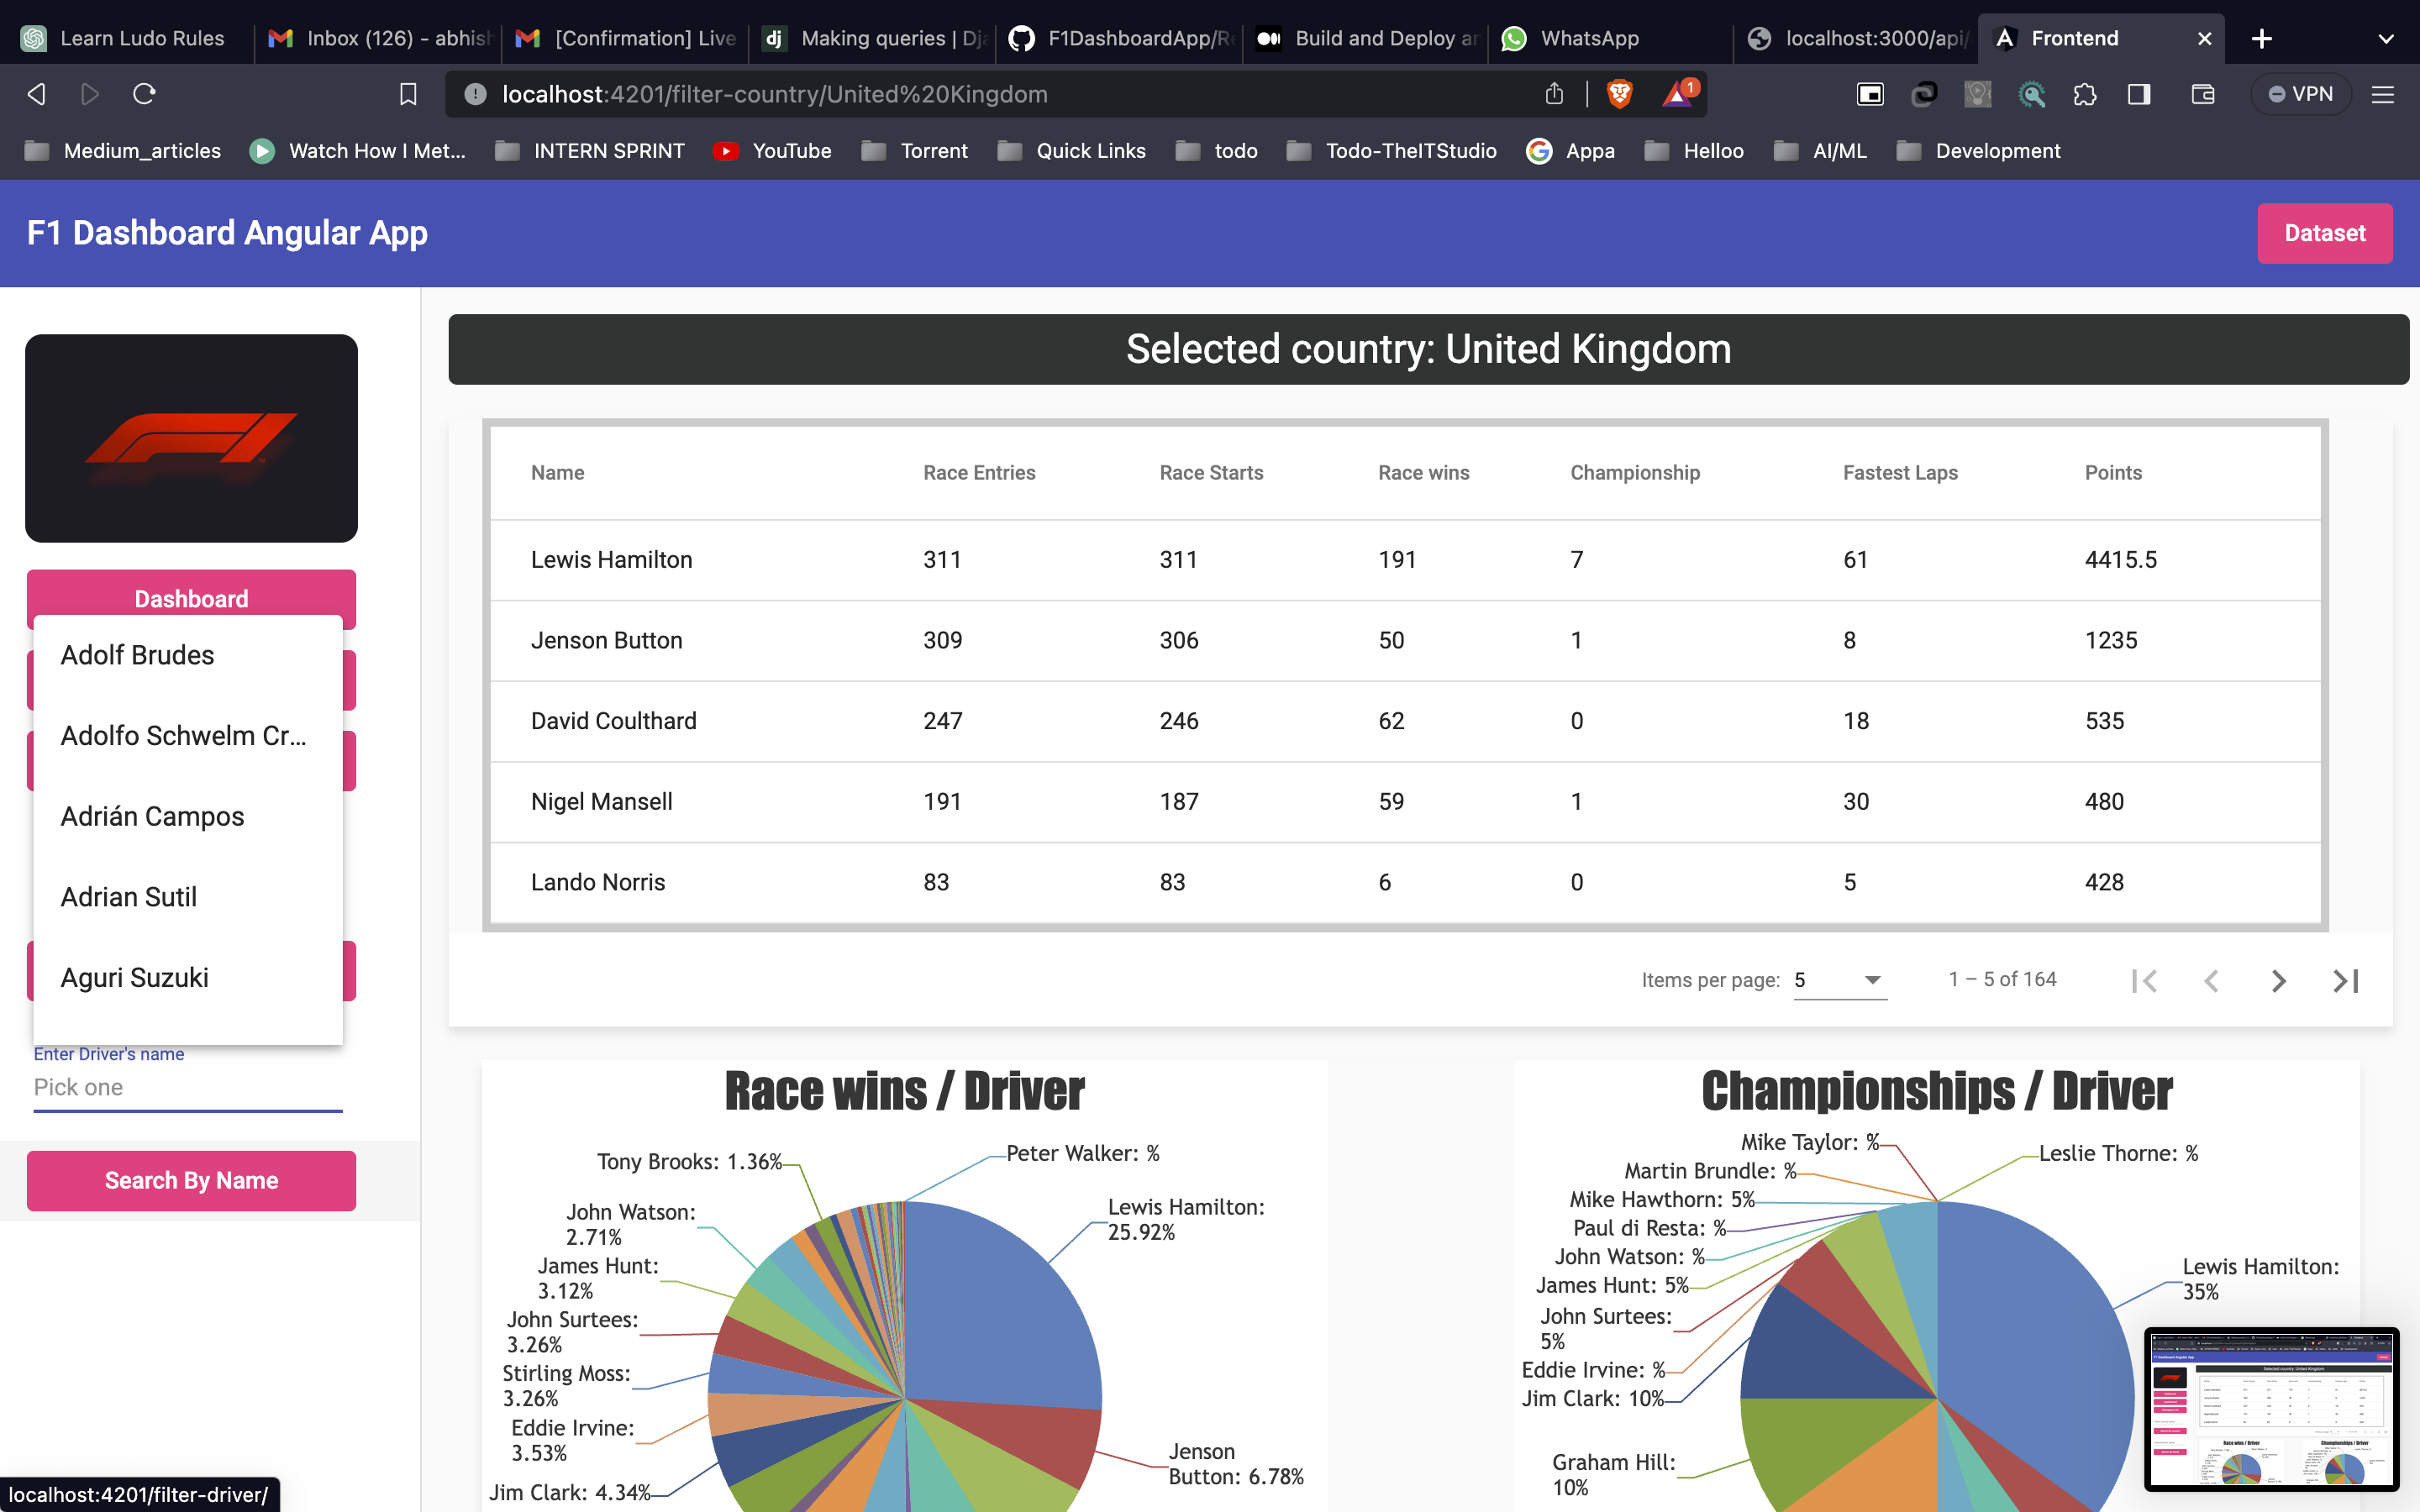 Learn Ludo Rules
Inbox (126) - abhish
[Confirmation] Live
dj Making queries | Dja
F1DashboardApp/Re
Build and Deploy an
WhatsApp
localhost:3000/api/
Frontend
localhost:4201/filter-country/United%20Kingdom
1
VPN
Medium_articles
Watch How I Met...
INTERN SPRINT
YouTube
Torrent
Quick Links
todo
Todo-TheITStudio
Appa
Helloo
AI/ML
Development
F1 Dashboard Angular App
Dataset
Dashboard
Adolf Brudes
Adolfo Schwelm Cr...
Adrián Campos
Adrian Sutil
Aguri Suzuki
Enter Driver's name
Pick one
Search By Name
Selected country: United Kingdom
Name Race Entries Race Starts Race wins Championship Fastest Laps Points
Lewis Hamilton 311 311 191 7 61 4415.5
Jenson Button 309 306 50 1 8 1235
David Coulthard 247 246 62 0 18 535
Nigel Mansell 191 187 59 1 30 480
Lando Norris 83 83 6 0 5 428
Items per page: 5 1 – 5 of 164
Race wins / Driver
Tony Brooks: 1.36%
Peter Walker: %
Lewis Hamilton:
25.92%
John Watson:
2.71%
James Hunt:
3.12%
John Surtees:
3.26%
Stirling Moss:
3.26%
Eddie Irvine:
3.53%
Jim Clark: 4.34%
Jenson
Button: 6.78%
Championships / Driver
Mike Taylor: %
Leslie Thorne: %
Martin Brundle: %
Mike Hawthorn: 5%
Paul di Resta: %
John Watson: %
James Hunt: 5%
John Surtees:
5%
Eddie Irvine: %
Jim Clark: 10%
Graham Hill:
10%
Lewis Hamilton:
35%
localhost:4201/filter-driver/